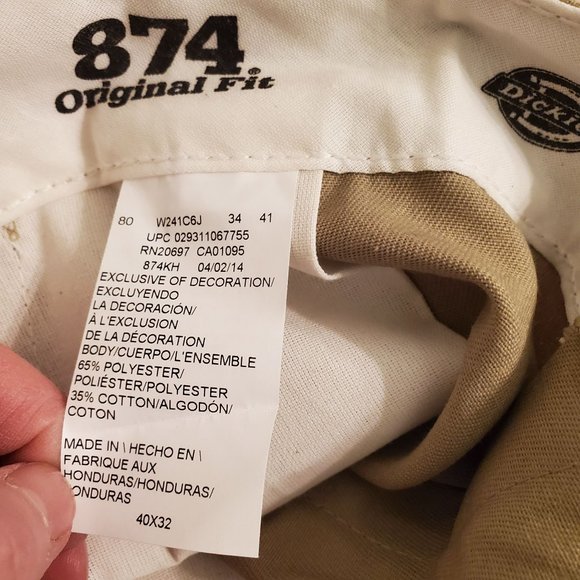 874®
Original Fit
80 W241C6J 34 41
UPC 029311067755
RN20697 CA01095
874KH 04/02/14
EXCLUSIVE OF DECORATION/
EXCLUYENDO
LA DECORACIÓN/
À L'EXCLUSION
DE LA DÉCORATION
BODY/CUERPO/L'ENSEMBLE
65% POLYESTER/
POLIÉSTER/POLYESTER
35% COTTON/ALGODÓN/
COTON
MADE IN \ HECHO EN \
FABRIQUE AUX
HONDURAS/HONDURAS/
HONDURAS
40X32